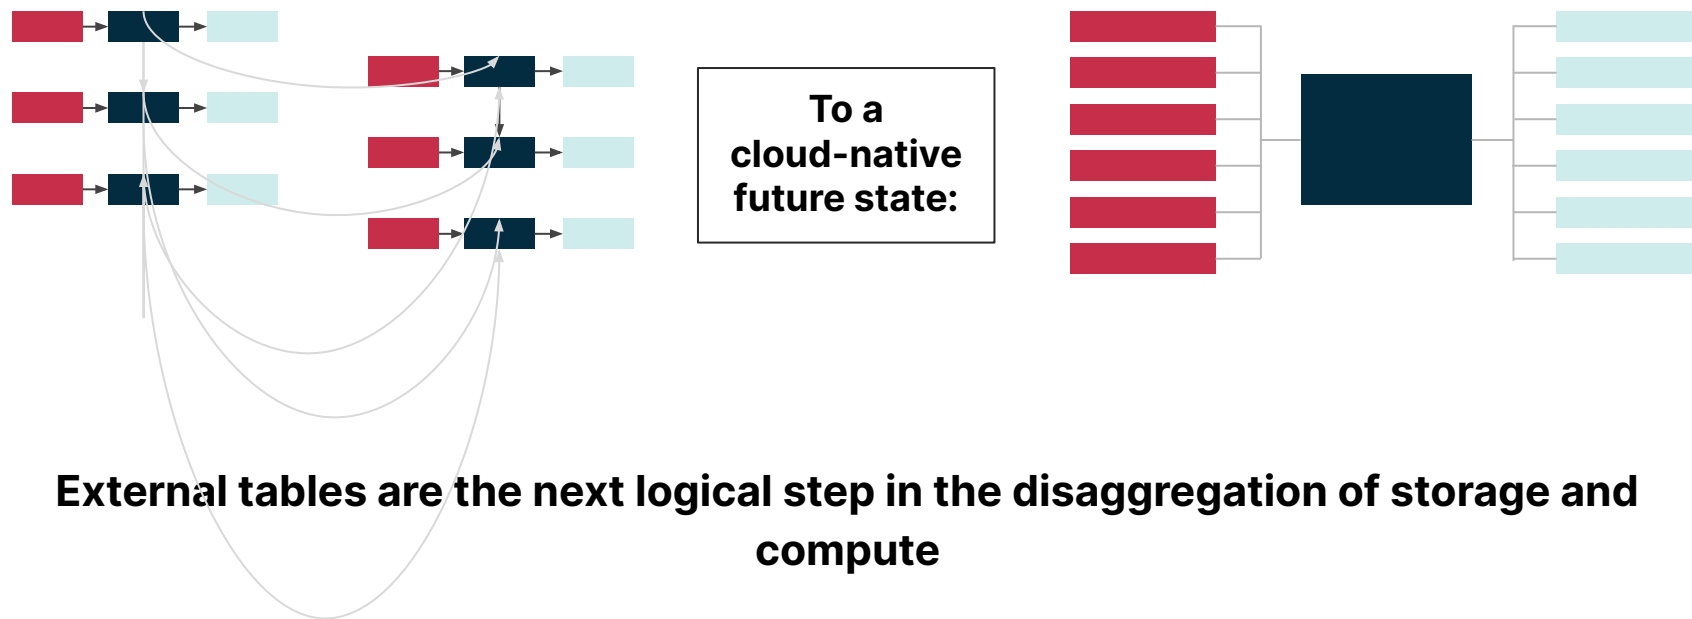 To a
cloud-native
future state:
External tables are the next logical step in the disaggregation of storage and
compute